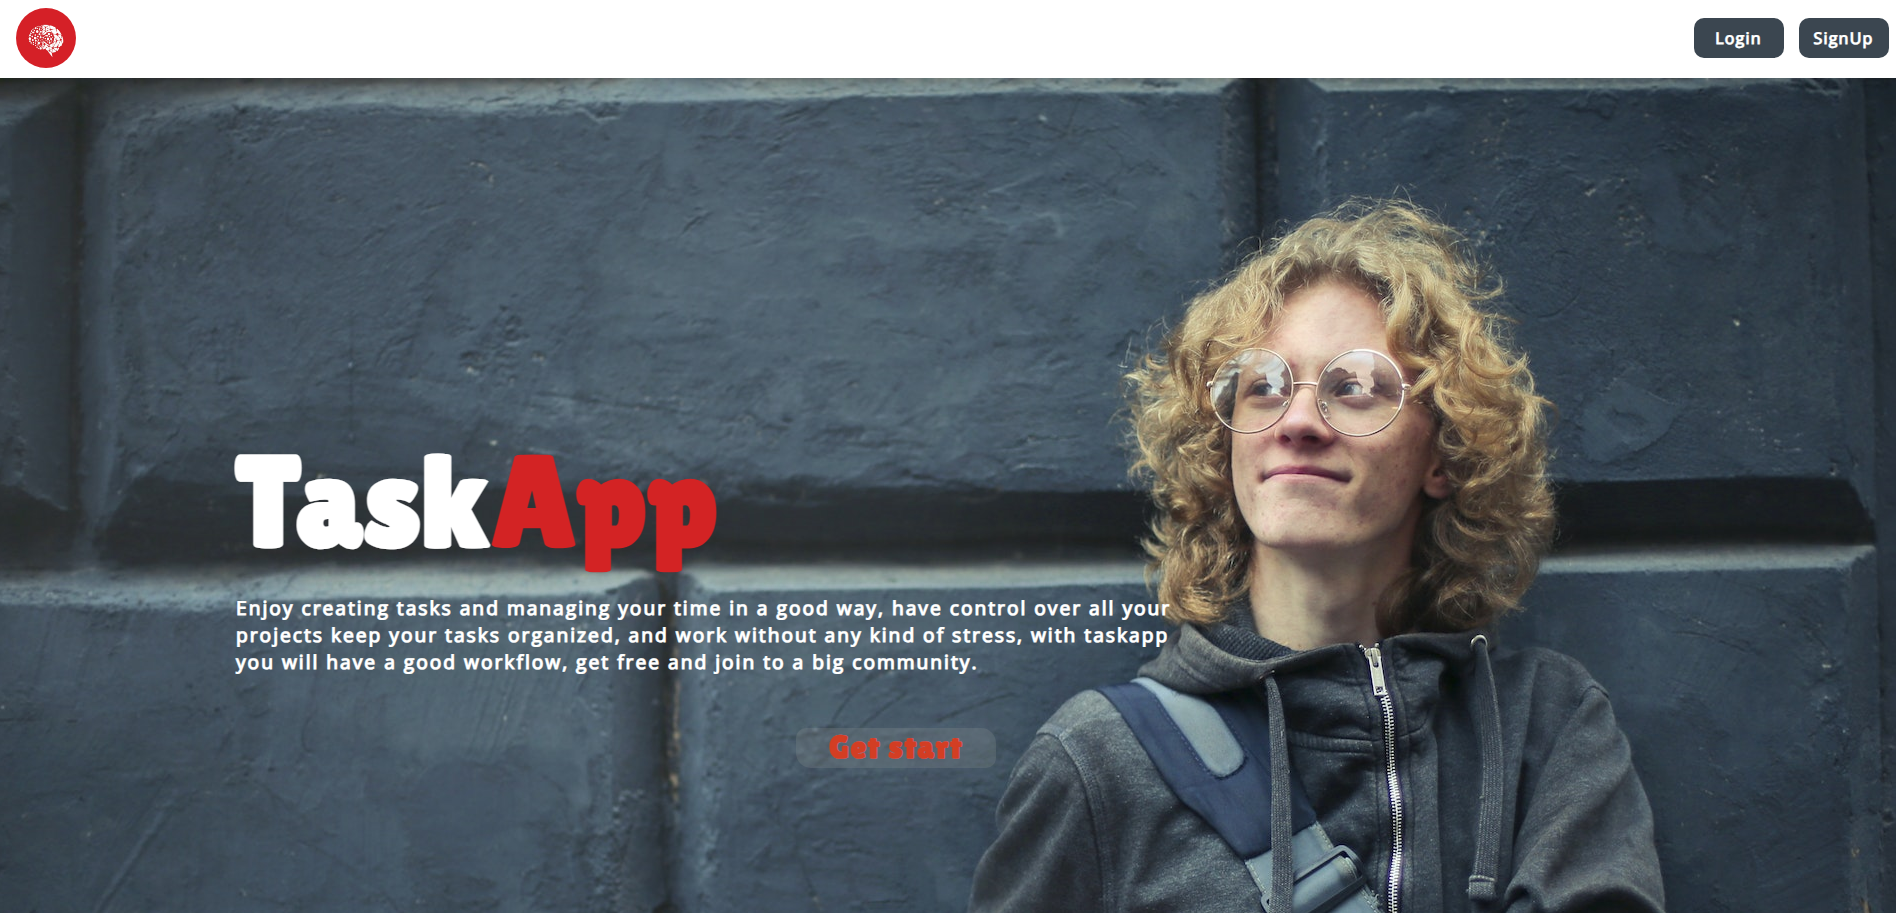 Login
SignUp
TaskApp
Enjoy creating tasks and managing your time in a good way, have control over all your
projects keep your tasks organized, and work without any kind of stress, with taskapp
you will have a good workflow, get free and join to a big community.
Get start